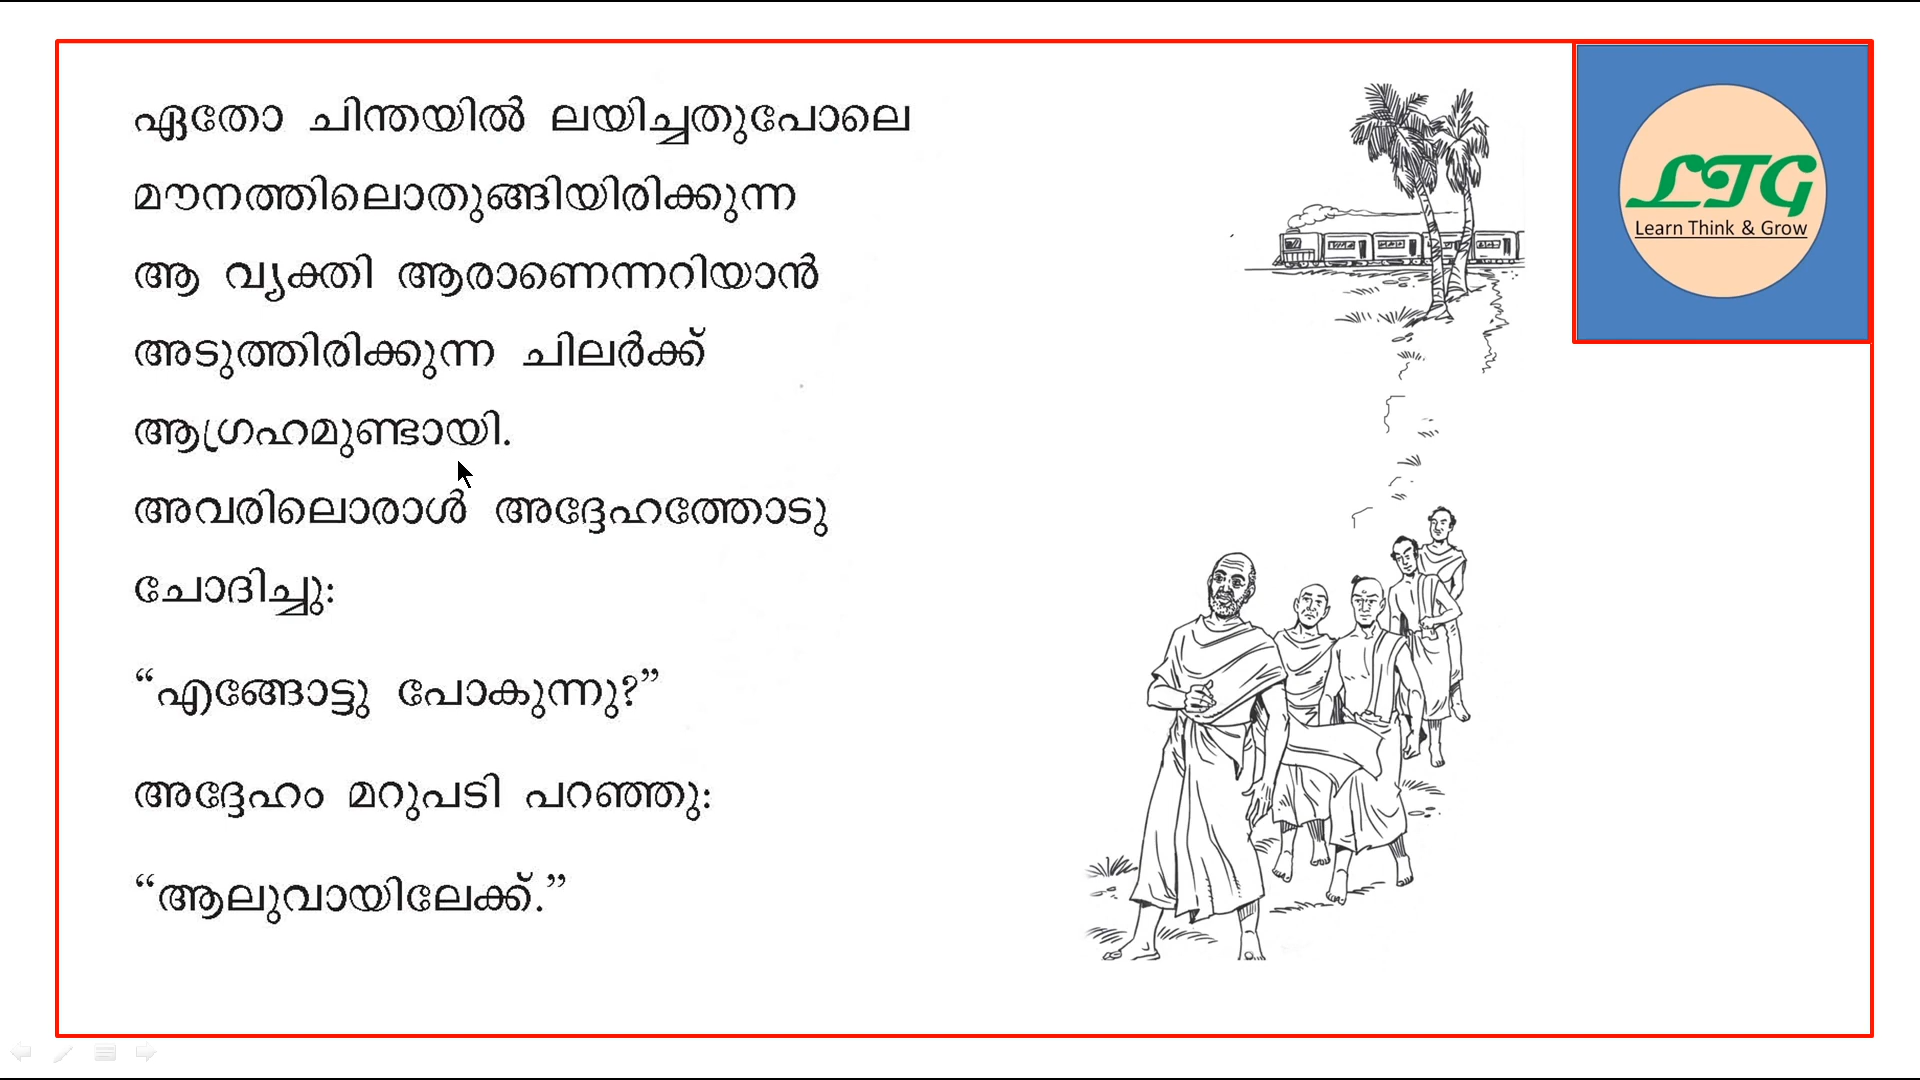 ഏതോ ചിന്തയിൽ ലയിച്ചതുപോലെ
മൗനത്തിലൊതുങ്ങിയിരിക്കുന്ന
ആ വ്യക്തി ആരാണെന്നറിയാൻ
അടുത്തിരിക്കുന്ന ചിലർക്ക്
ആഗ്രഹമുണ്ടായി.
അവരിലൊരാൾ അദ്ദേഹത്തോടു
ചോദിച്ചു:
“എങ്ങോട്ടു പോകുന്നു?”
അദ്ദേഹം മറുപടി പറഞ്ഞു:
“ആലുവായിലേക്ക്.”
LTG
Learn Think & Grow